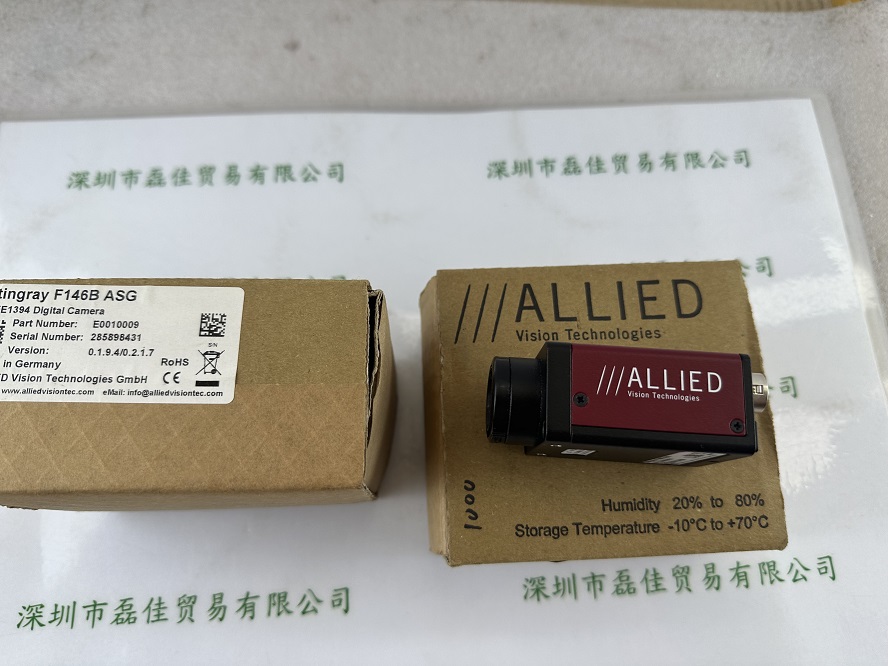 深圳市磊佳贸易有限公司
深圳市磊佳贸易有限公司
司
tingray F146B ASG
E1394 Digital Camera
Part Number: E0010009
Serial Number: 285898431
Version: 0.1.9.4/0.2.1.7
in Germany
D Vision Technologies GmbH
www.alliedvisiontec.com eMail: info@alliedvisiontec.com
S/N
RoHS
CE
///ALLIED
Vision Technologies
///ALLIED
Vision Technologies
司
1000
Humidity 20% to 80%
Storage Temperature -10°C to +70°C
深圳市磊佳贸易有限公司
深圳市磊佳贸易有限公司